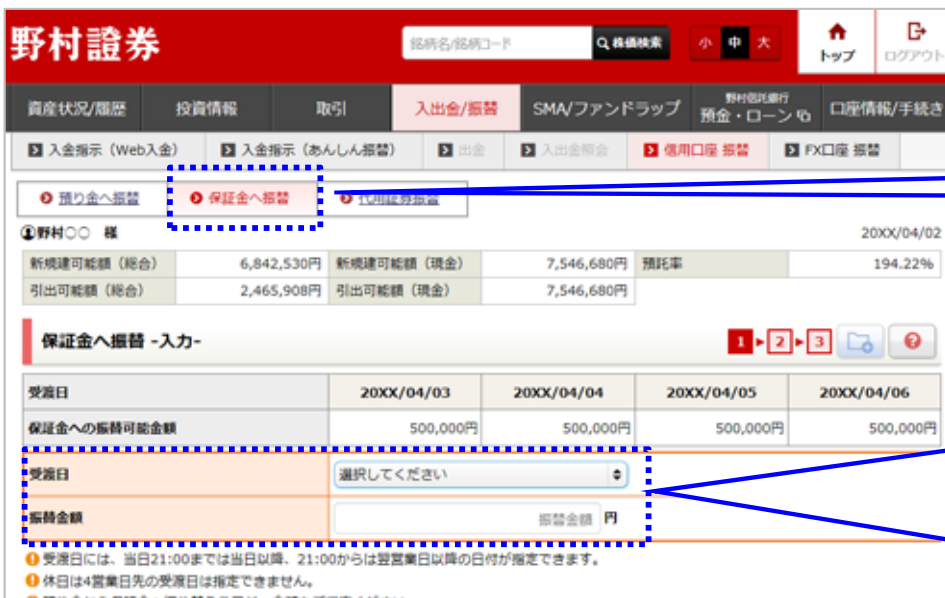 野村證券
銘柄名/銘柄コード
株価検索
小 中 大
トップ
ログアウト
資産状況/履歴 投資情報 取引 入出金/振替 SMA/ファンドラップ 野村信託銀行 預金・ローン 口座情報/手続き
入金指示（Web入金） 入金指示（あんしん振替） 出金 入出金照会 信用口座 振替 FX口座 振替
預り金へ振替 保証金へ振替 代用証券振替
野村○○ 様 20XX/04/02
新規建可能額（総合） 6,842,530円 新規建可能額（現金） 7,546,680円 預託率 194.22%
引出可能額（総合） 2,465,908円 引出可能額（現金） 7,546,680円
保証金へ振替 -入力- 1 2 3
受渡日 20XX/04/03 20XX/04/04 20XX/04/05 20XX/04/06
保証金への振替可能金額 500,000円 500,000円 500,000円 500,000円
受渡日 選択してください
振替金額 振替金額 円
受渡日には、当日21:00までは当日以降、21:00からは翌営業日以降の日付が指定できます。
休日は4営業日先の受渡日は指定できません。